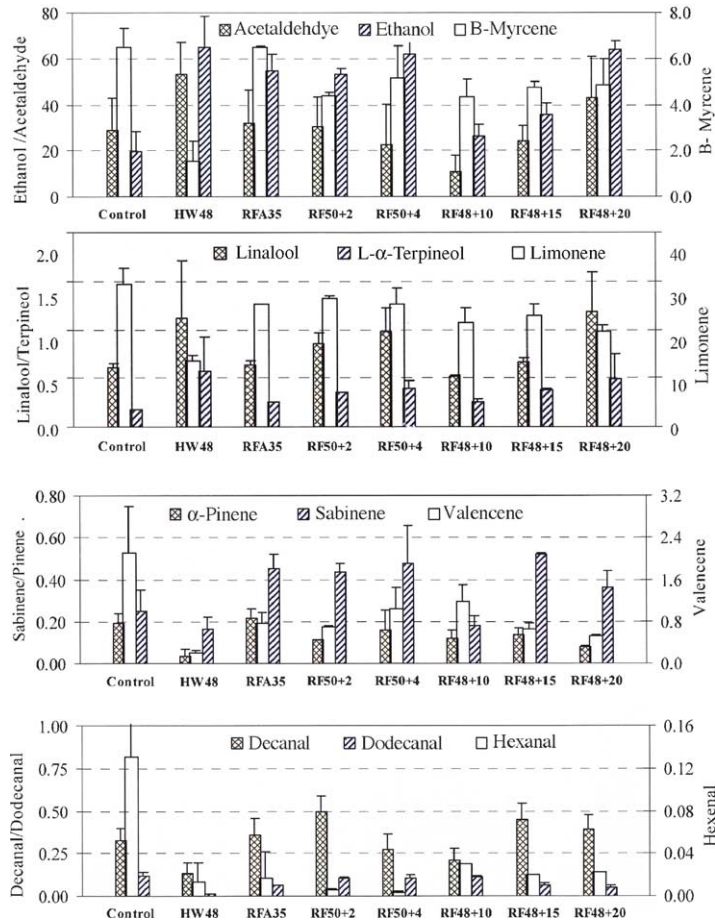 Acetaldehdye Ethanol B-Myrcene
Ethanol /Acetaldehyde
80
60
40
20
0
8.0
6.0
4.0
2.0
0.0
B- Myrcene
Control HW48 RFA35 RF50+2 RF50+4 RF48+10 RF48+15 RF48+20
Linalool L-α-Terpineol Limonene
Linalool/Terpineol
2.0
1.5
1.0
0.5
0.0
40
30
20
10
0
Limonene
Control HW48 RFA35 RF50+2 RF50+4 RF48+10 RF48+15 RF48+20
α-Pinene Sabinene Valencene
Sabinene/Pinene .
0.80
0.60
0.40
0.20
0.00
3.2
2.4
1.6
0.8
0.0
Valencene
Control HW48 RFA35 RF50+2 RF50+4 RF48+10 RF48+15 RF48+20
Decanal Dodecanal Hexanal
Decanal/Dodecanal
1.00
0.75
0.50
0.25
0.00
0.16
0.12
0.08
0.04
0.00
Hexenal
Control HW48 RFA35 RF50+2 RF50+4 RF48+10 RF48+15 RF48+20